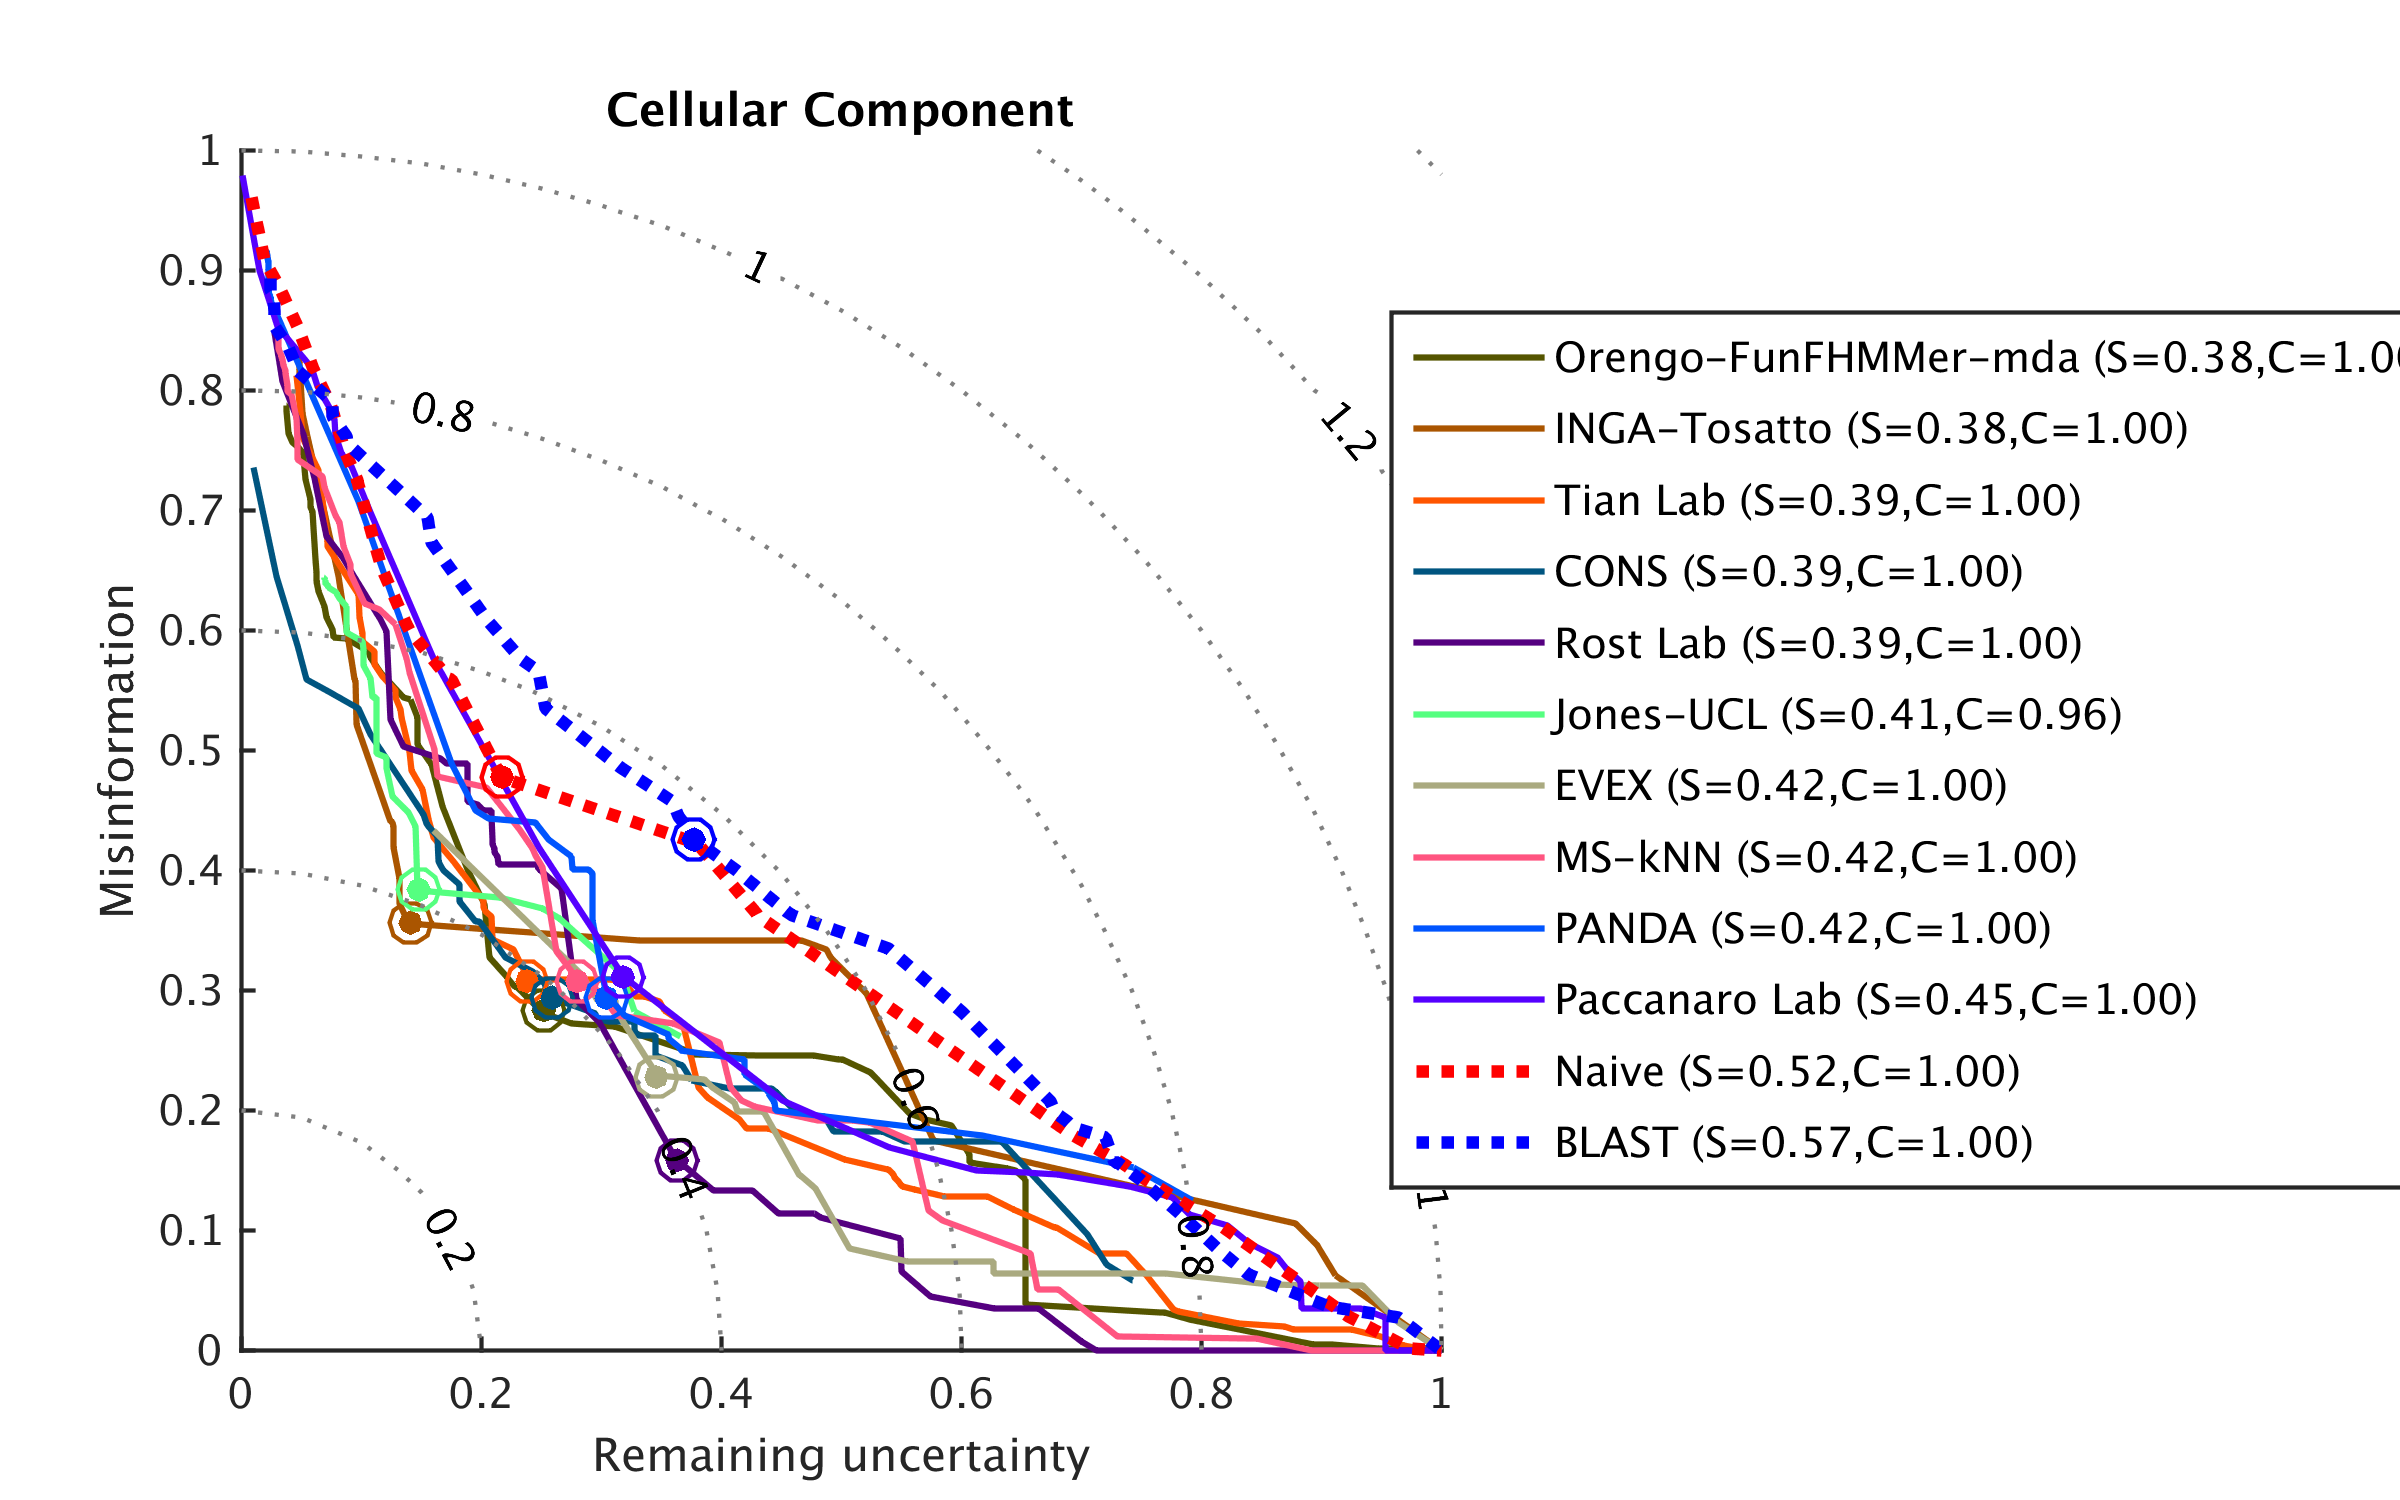 Cellular Component
Misinformation
1
0.9
0.8
0.7
0.6
0.5
0.4
0.3
0.2
0.1
0
0 0.2 0.4 0.6 0.8 1
Remaining uncertainty
1
0.8
1.2
0.6
0.4
0.2
0.8
1
Orengo–FunFHMMer–mda (S=0.38,C=1.00
INGA–Tosatto (S=0.38,C=1.00)
Tian Lab (S=0.39,C=1.00)
CONS (S=0.39,C=1.00)
Rost Lab (S=0.39,C=1.00)
Jones–UCL (S=0.41,C=0.96)
EVEX (S=0.42,C=1.00)
MS–kNN (S=0.42,C=1.00)
PANDA (S=0.42,C=1.00)
Paccanaro Lab (S=0.45,C=1.00)
Naive (S=0.52,C=1.00)
BLAST (S=0.57,C=1.00)